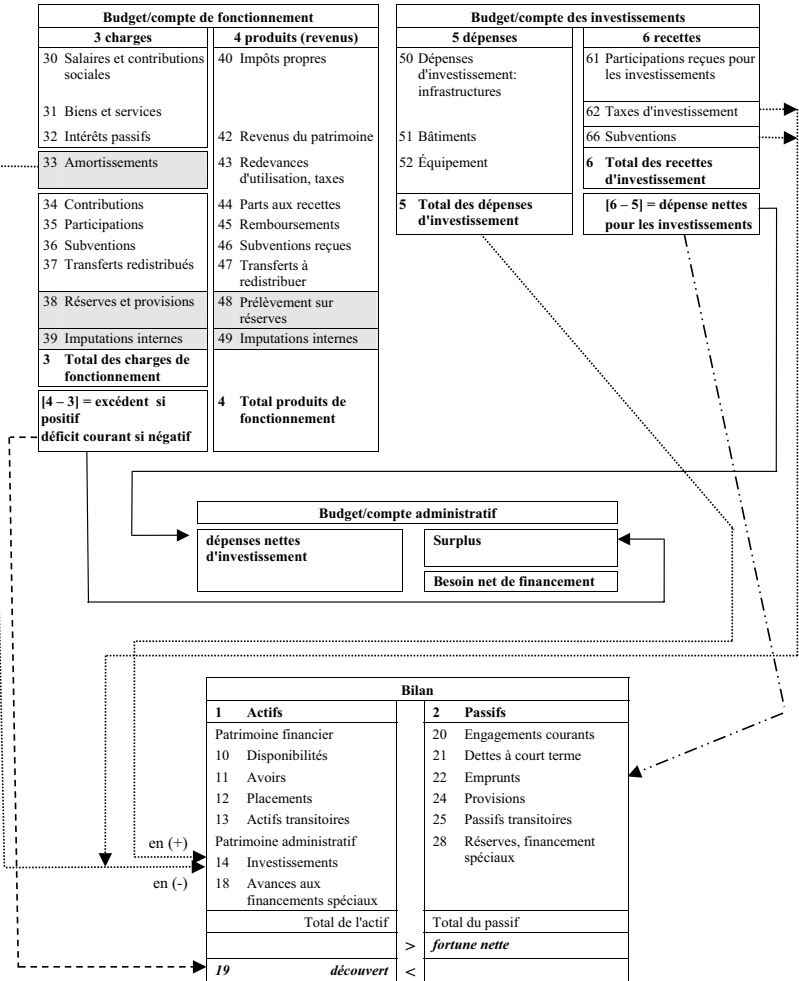 Budget/compte de fonctionnement
3 charges
4 produits (revenus)
30 Salaires et contributions
sociales
31 Biens et services
32 Intérêts passifs
33 Amortissements
34 Contributions
35 Participations
36 Subventions
37 Transferts redistribués
38 Réserves et provisions
39 Imputations internes
3 Total des charges de
fonctionnement
[4 – 3] = excédent si
positif
déficit courant si négatif
40 Impôts propres
42 Revenus du patrimoine
43 Redevances
d'utilisation, taxes
44 Parts aux recettes
45 Remboursements
46 Subventions reçues
47 Transferts à
redistribuer
48 Prélèvement sur
réserves
49 Imputations internes
4 Total produits de
fonctionnement
Budget/compte des investissements
5 dépenses
6 recettes
50 Dépenses
d'investissement:
infrastructures
51 Bâtiments
52 Équipement
5 Total des dépenses
d'investissement
61 Participations reçues pour
les investissements
62 Taxes d'investissement
66 Subventions
6 Total des recettes
d'investissement
[6 – 5] = dépense nettes
pour les investissements
Budget/compte administratif
dépenses nettes
d'investissement
Surplus
Besoin net de financement
Bilan
1 Actifs
Patrimoine financier
10 Disponibilités
11 Avoirs
12 Placements
13 Actifs transitoires
Patrimoine administratif
14 Investissements
18 Avances aux
financements spéciaux
Total de l'actif
19 découvert
en (+)
en (-)
>
<
2 Passifs
20 Engagements courants
21 Dettes à court terme
22 Emprunts
24 Provisions
25 Passifs transitoires
28 Réserves, financement
spéciaux
Total du passif
fortune nette